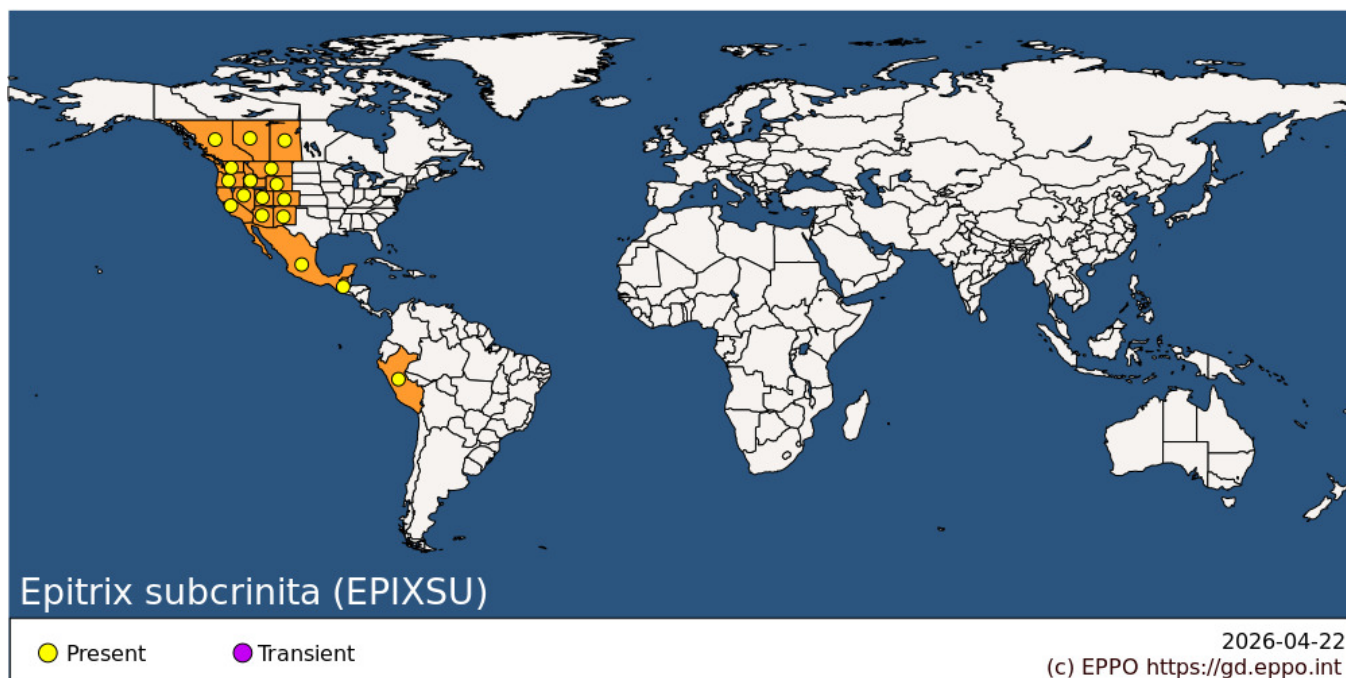 Epitrix subcrinita (EPIXSU)
Present
Transient
2026-04-22
(c) EPPO https://gd.eppo.int